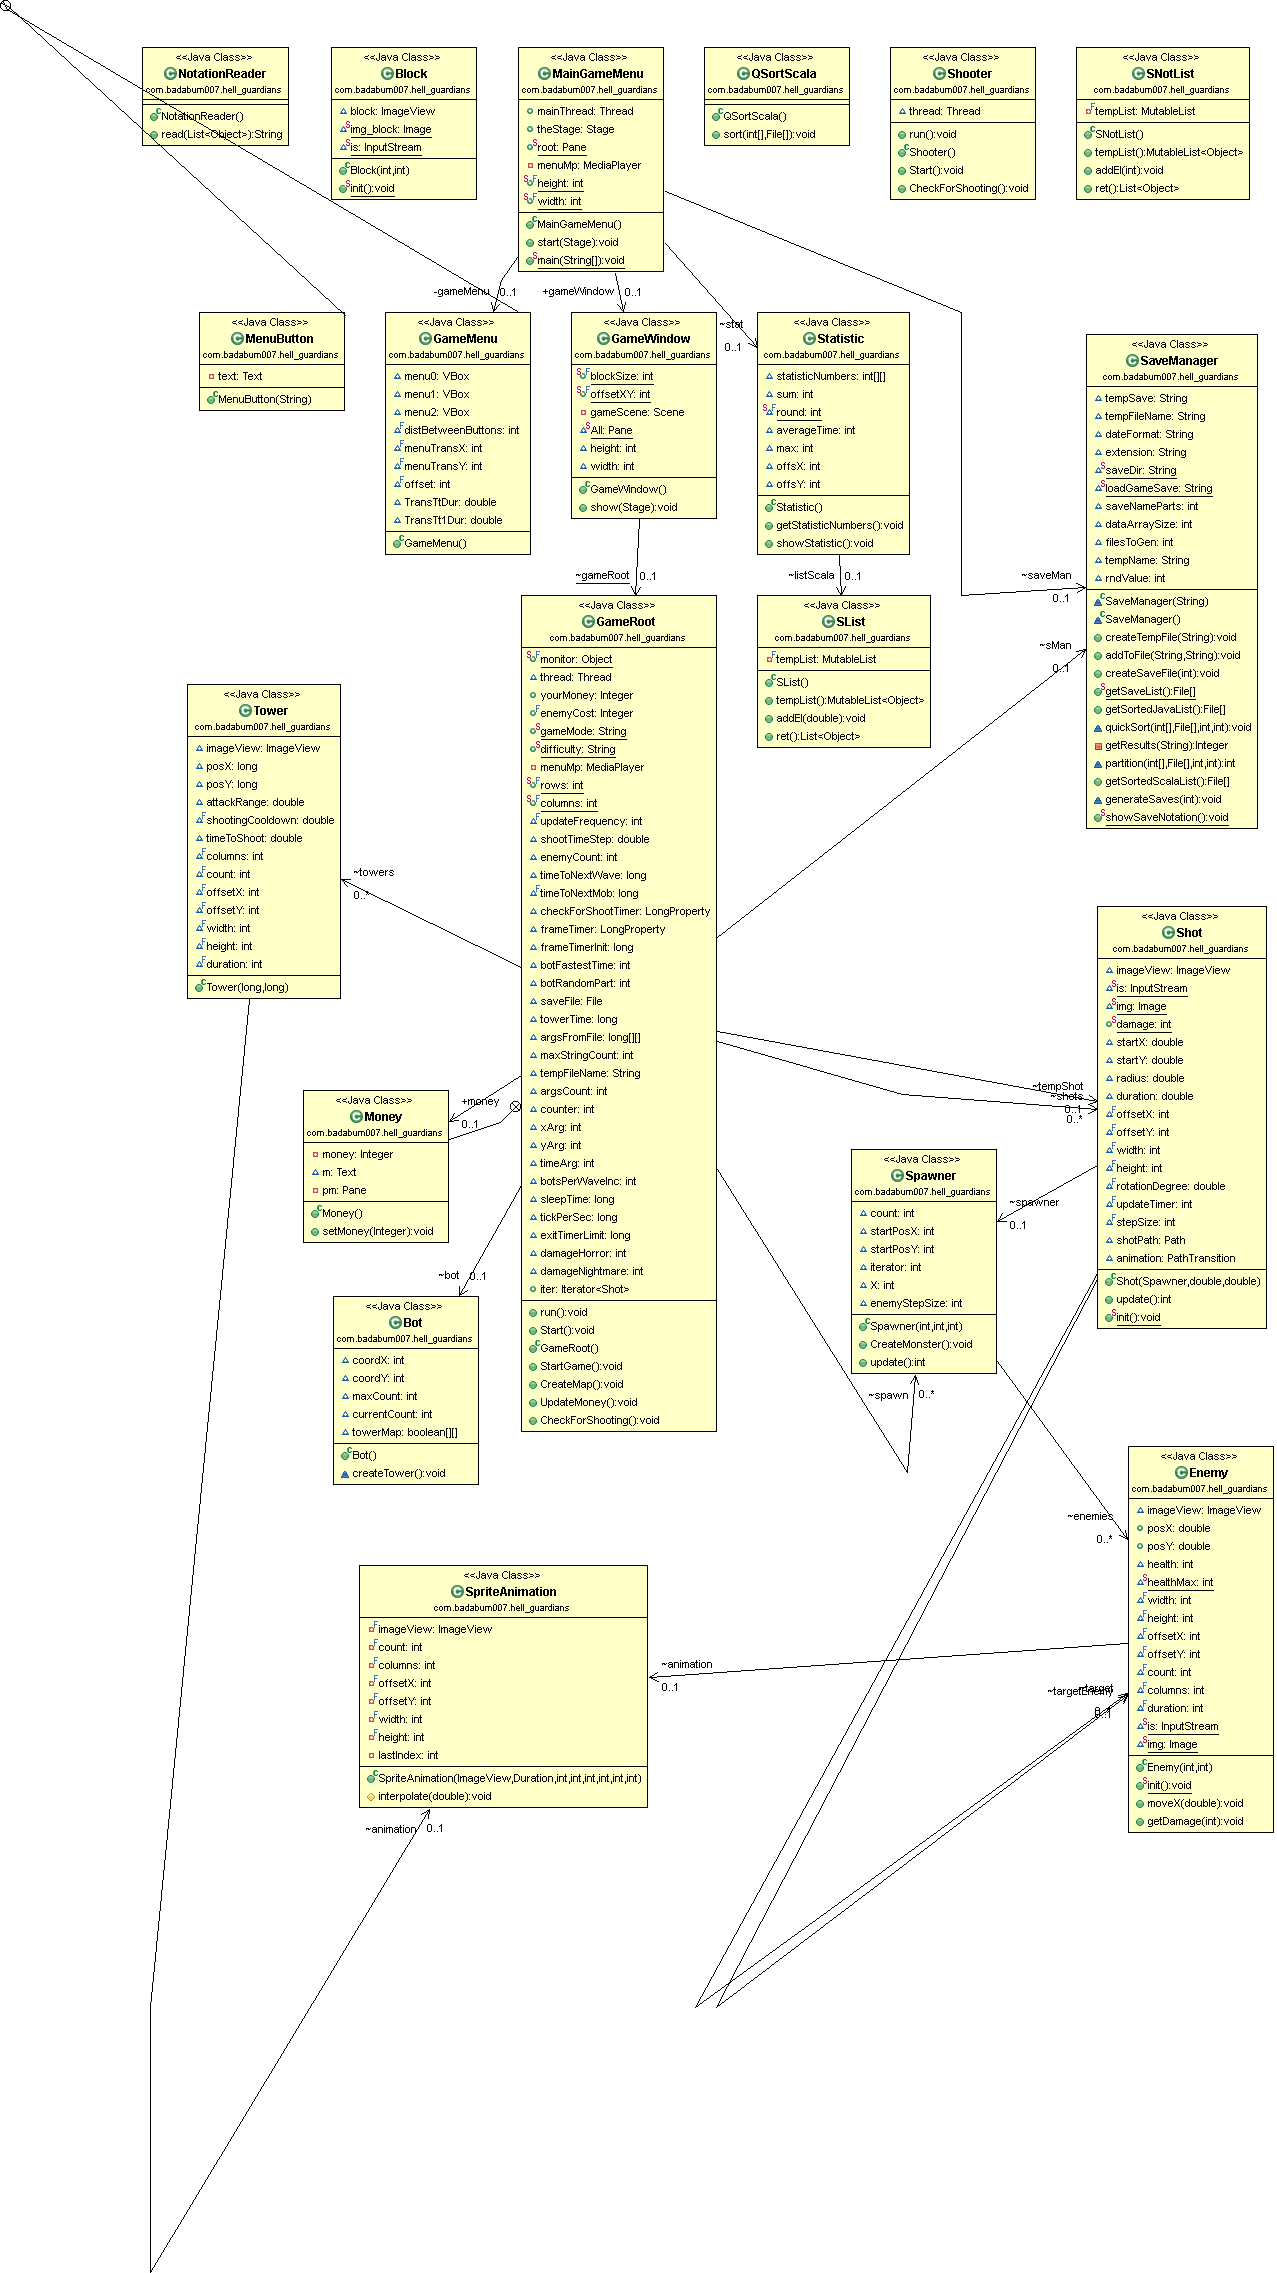 <<Java Class>>
NotationReader
com.badabum007.hell_guardians
NotationReader()
read(List<Object>):String
<<Java Class>>
Block
com.badabum007.hell_guardians
block: ImageView
img_block: Image
is: InputStream
Block(int,int)
init():void
<<Java Class>>
MainGameMenu
com.badabum007.hell_guardians
mainThread: Thread
theStage: Stage
root: Pane
menuMp: MediaPlayer
height: int
width: int
MainGameMenu()
start(Stage):void
main(String[]):void
<<Java Class>>
QSortScala
com.badabum007.hell_guardians
QSortScala()
sort(int[],File[]):void
<<Java Class>>
Shooter
com.badabum007.hell_guardians
thread: Thread
run():void
Shooter()
Start():void
CheckForShooting():void
<<Java Class>>
SNotList
com.badabum007.hell_guardians
tempList: MutableList
SNotList()
tempList():MutableList<Object>
addEl(int):void
ret():List<Object>
-gameMenu 0..1
+gameWindow 0..1
~stat
0..1
<<Java Class>>
MenuButton
com.badabum007.hell_guardians
text: Text
MenuButton(String)
<<Java Class>>
GameMenu
com.badabum007.hell_guardians
menu0: VBox
menu1: VBox
menu2: VBox
distBetweenButtons: int
menuTransX: int
menuTransY: int
offset: int
TransTtDur: double
TransTt1Dur: double
GameMenu()
<<Java Class>>
GameWindow
com.badabum007.hell_guardians
blockSize: int
offsetXY: int
gameScene: Scene
All: Pane
height: int
width: int
GameWindow()
show(Stage):void
<<Java Class>>
Statistic
com.badabum007.hell_guardians
statisticNumbers: int[][]
sum: int
round: int
averageTime: int
max: int
offsX: int
offsY: int
Statistic()
getStatisticNumbers():void
showStatistic():void
<<Java Class>>
SaveManager
com.badabum007.hell_guardians
tempSave: String
tempFileName: String
dateFormat: String
extension: String
saveDir: String
loadGameSave: String
saveNameParts: int
dataArraySize: int
filesToGen: int
tempName: String
rndValue: int
SaveManager(String)
SaveManager()
createTempFile(String):void
addToFile(String,String):void
createSaveFile(int):void
getSaveList():File[]
getSortedJavaList():File[]
quickSort(int[],File[],int,int):void
getResults(String):Integer
partition(int[],File[],int,int):int
getSortedScalaList():File[]
generateSaves(int):void
showSaveNotation():void
~gameRoot 0..1
~listScala 0..1
~saveMan
0..1
~sMan
0..1
<<Java Class>>
SList
com.badabum007.hell_guardians
tempList: MutableList
SList()
tempList():MutableList<Object>
addEl(double):void
ret():List<Object>
<<Java Class>>
GameRoot
com.badabum007.hell_guardians
monitor: Object
thread: Thread
yourMoney: Integer
enemyCost: Integer
gameMode: String
difficulty: String
menuMp: MediaPlayer
rows: int
columns: int
updateFrequency: int
shootTimeStep: double
enemyCount: int
timeToNextWave: long
timeToNextMob: long
checkForShootTimer: LongProperty
frameTimer: LongProperty
frameTimerInit: long
botFastestTime: int
botRandomPart: int
saveFile: File
towerTime: long
argsFromFile: long[][]
maxStringCount: int
tempFileName: String
argsCount: int
counter: int
xArg: int
yArg: int
timeArg: int
botsPerWaveInc: int
sleepTime: long
tickPerSec: long
exitTimerLimit: long
damageHorror: int
damageNightmare: int
iter: Iterator<Shot>
run():void
Start():void
GameRoot()
StartGame():void
CreateMap():void
UpdateMoney():void
CheckForShooting():void
<<Java Class>>
Tower
com.badabum007.hell_guardians
imageView: ImageView
posX: long
posY: long
attackRange: double
shootingCooldown: double
timeToShoot: double
columns: int
count: int
offsetX: int
offsetY: int
width: int
height: int
duration: int
Tower(long,long)
~towers
0..*
<<Java Class>>
Shot
com.badabum007.hell_guardians
imageView: ImageView
is: InputStream
img: Image
damage: int
startX: double
startY: double
radius: double
duration: double
offsetX: int
offsetY: int
width: int
height: int
rotationDegree: double
updateTimer: int
stepSize: int
shotPath: Path
animation: PathTransition
Shot(Spawner,double,double)
update():int
init():void
~tempShot
~shots
0..1
0..*
<<Java Class>>
Money
com.badabum007.hell_guardians
money: Integer
m: Text
pm: Pane
Money()
setMoney(Integer):void
+money
0..1
<<Java Class>>
Spawner
com.badabum007.hell_guardians
count: int
startPosX: int
startPosY: int
iterator: int
X: int
enemyStepSize: int
Spawner(int,int,int)
CreateMonster():void
update():int
~spawner
0..1
~bot 0..1
<<Java Class>>
Bot
com.badabum007.hell_guardians
coordX: int
coordY: int
maxCount: int
currentCount: int
towerMap: boolean[][]
Bot()
createTower():void
~spawn 0..*
<<Java Class>>
Enemy
com.badabum007.hell_guardians
imageView: ImageView
posX: double
posY: double
health: int
healthMax: int
width: int
height: int
offsetX: int
offsetY: int
count: int
columns: int
duration: int
is: InputStream
img: Image
Enemy(int,int)
init():void
moveX(double):void
getDamage(int):void
~enemies
0..*
<<Java Class>>
SpriteAnimation
com.badabum007.hell_guardians
imageView: ImageView
count: int
columns: int
offsetX: int
offsetY: int
width: int
height: int
lastIndex: int
SpriteAnimation(ImageView,Duration,int,int,int,int,int,int)
interpolate(double):void
~animation
0..1
~targetEnemy
~target
0..1
~animation 0..1